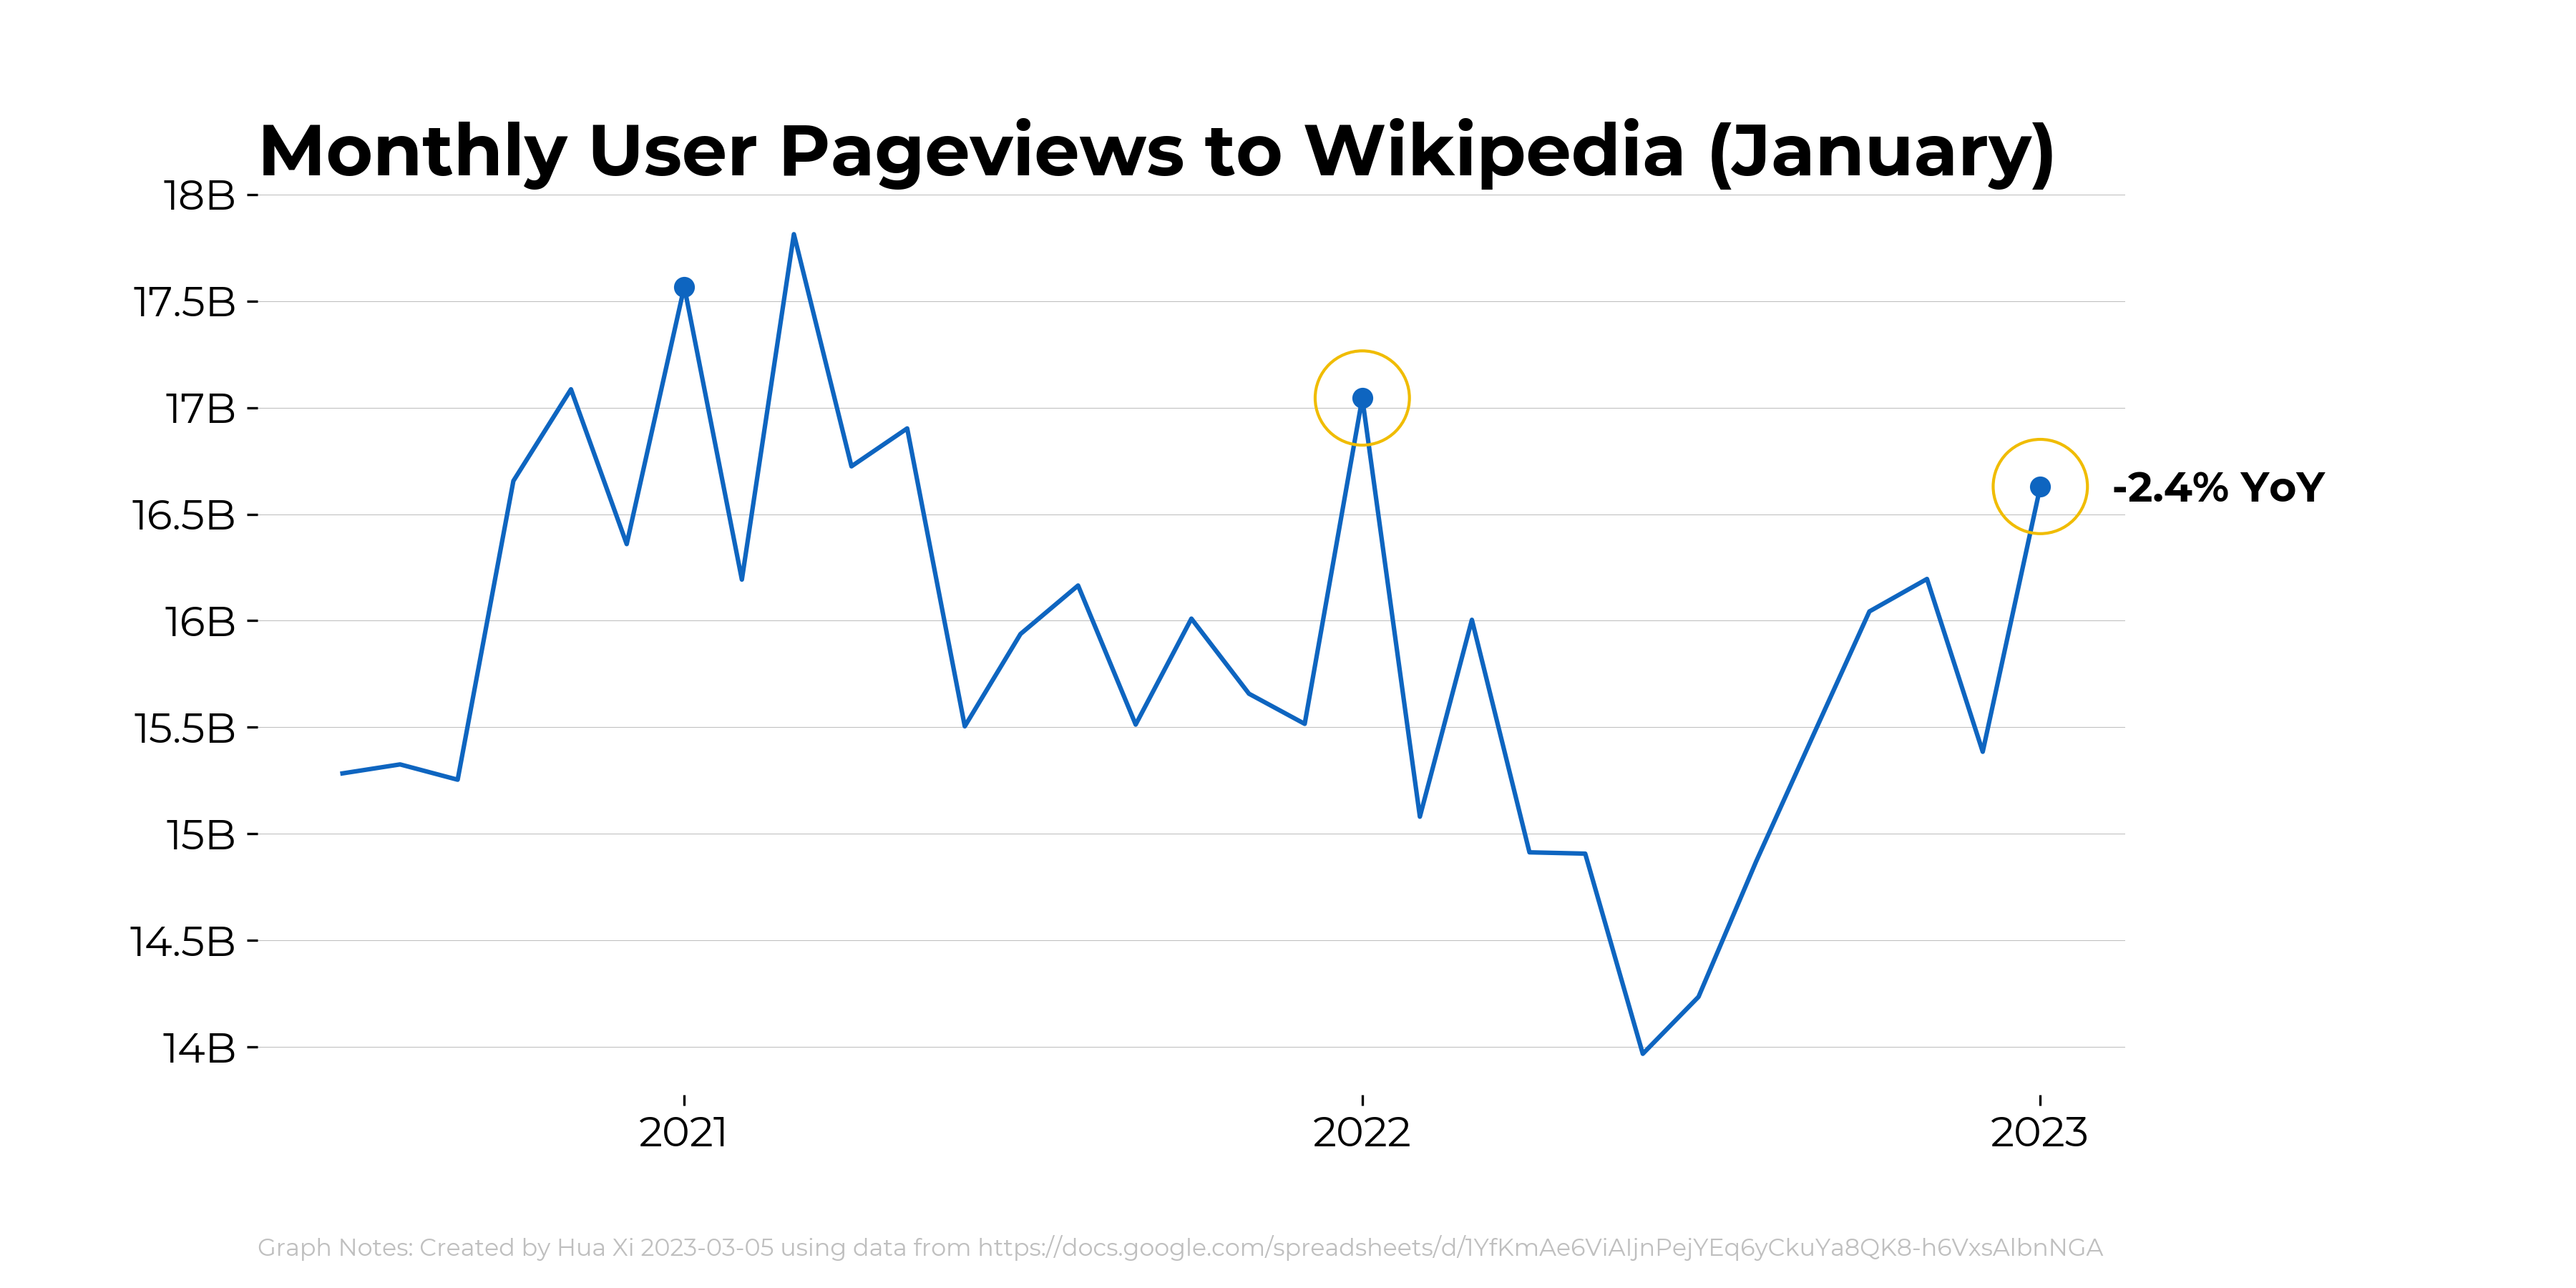 Monthly User Pageviews to Wikipedia (January)
18B
17.5B
17B
16.5B
16B
15.5B
15B
14.5B
14B
-2.4% YoY
2021
2022
2023
Graph Notes: Created by Hua Xi 2023-03-05 using data from https://docs.google.com/spreadsheets/d/1YfKmAe6ViAljnPejYEq6yCkuYa8QK8-h6VxsAlbnNGA